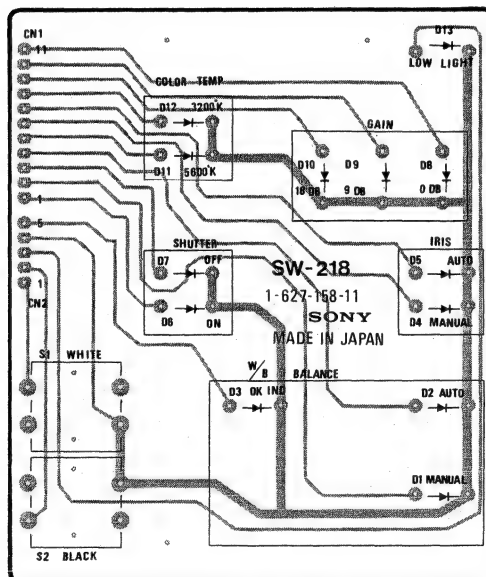 CN1
11
D13
LOW LIGHT
COLOR TEMP
D12 3200°K
D11 5600°K
GAIN
D10 D9 D8
18 DB 9 DB 0 DB
1
5
SHUTTER
D7 OFF
D6 ON
SW-218
1-627-158-11
SONY
MADE IN JAPAN
IRIS
D5 AUTO
D4 MANUAL
1
CN2
S1 WHITE
W/B BALANCE
D3 OK IND
D2 AUTO
D1 MANUAL
S2 BLACK